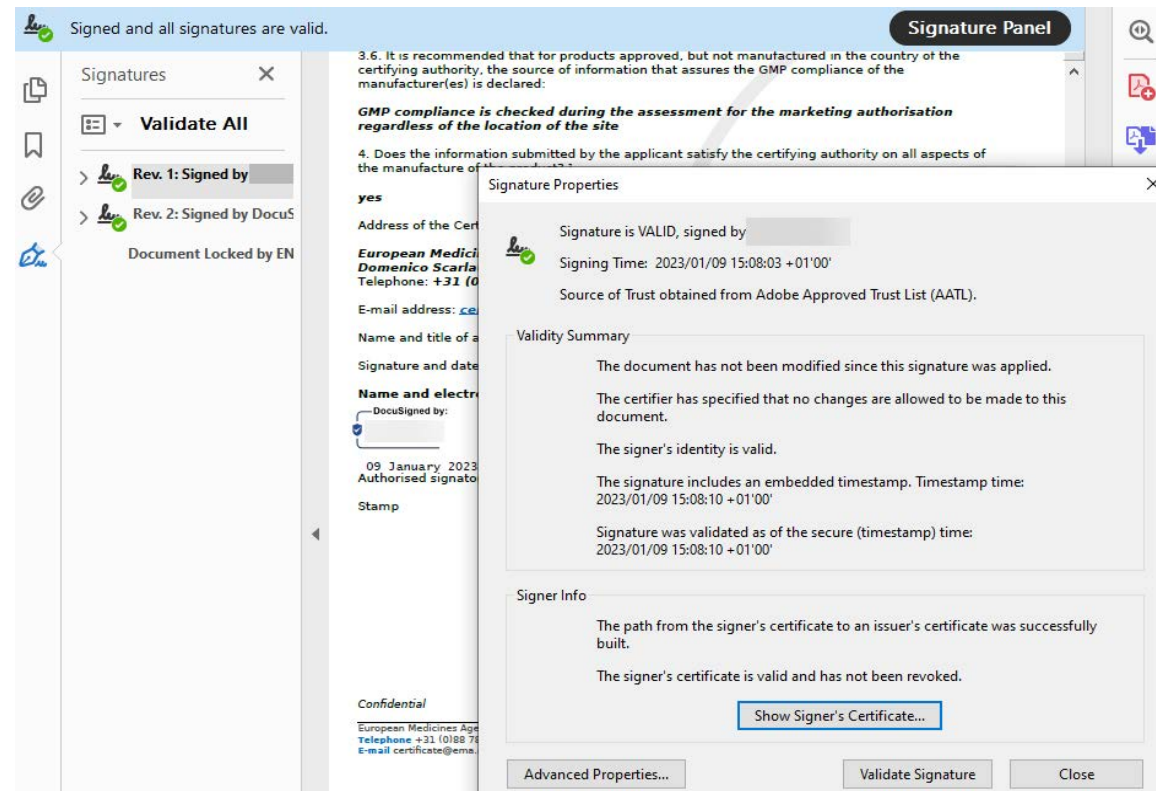 Signed and all signatures are valid.
Signature Panel
Signatures
Validate All
Rev. 1: Signed by
Rev. 2: Signed by DocuS
Document Locked by EN
3.6. It is recommended that for products approved, but not manufactured in the country of the
certifying authority, the source of information that assures the GMP compliance of the
manufacturer(es) is declared:
GMP compliance is checked during the assessment for the marketing authorisation
regardless of the location of the site
4. Does the information submitted by the applicant satisfy the certifying authority on all aspects of
the manufacture of
yes
Address of the Cert
European Medici
Domenico Scarla
Telephone: +31 (0
E-mail address: ce
Name and title of a
Signature and date
Name and electr
DocuSigned by:
09 January 2023
Authorised signato
Stamp
Confidential
European Medicines Age
Telephone +31 (0)88 78
E-mail certificate@ema.
Signature Properties
Signature is VALID, signed by
Signing Time: 2023/01/09 15:08:03 +01'00'
Source of Trust obtained from Adobe Approved Trust List (AATL).
Validity Summary
The document has not been modified since this signature was applied.
The certifier has specified that no changes are allowed to be made to this
document.
The signer's identity is valid.
The signature includes an embedded timestamp. Timestamp time:
2023/01/09 15:08:10 +01'00'
Signature was validated as of the secure (timestamp) time:
2023/01/09 15:08:10 +01'00'
Signer Info
The path from the signer's certificate to an issuer's certificate was successfully
built.
The signer's certificate is valid and has not been revoked.
Show Signer's Certificate...
Advanced Properties...
Validate Signature
Close